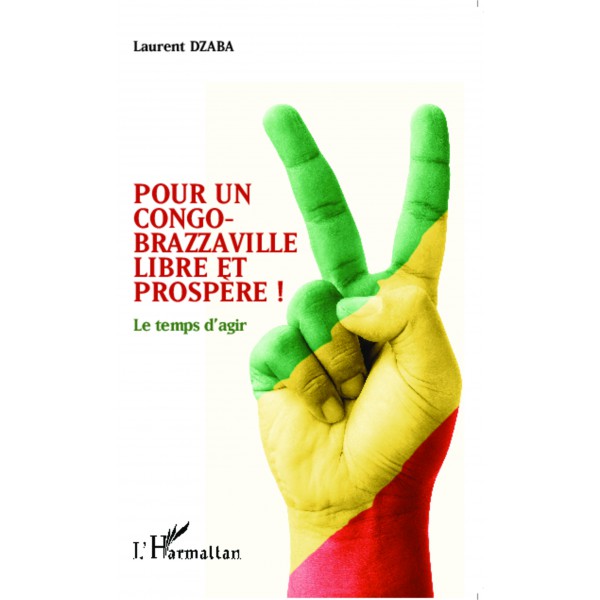 Laurent DZABA
POUR UN
CONGO-
BRAZZAVILLE
LIBRE ET
PROSPÈRE !
Le temps d'agir
L'Harmattan